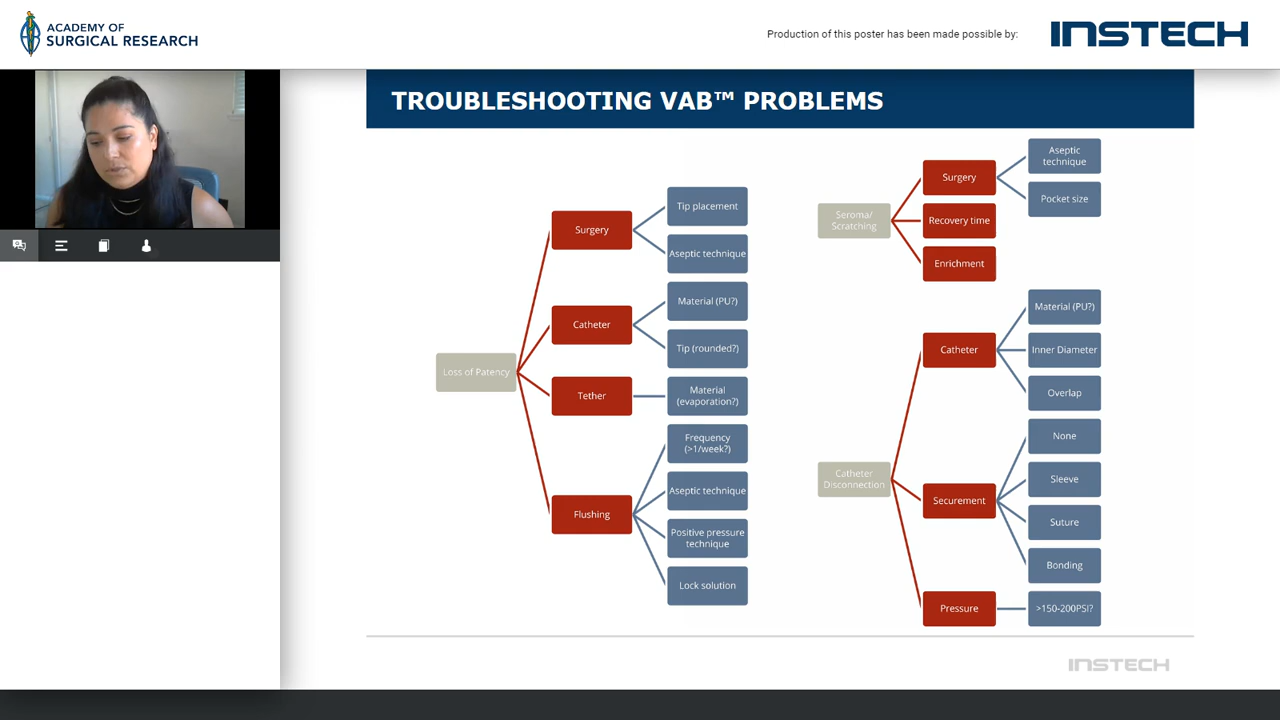 ACADEMY OF
SURGICAL RESEARCH
Production of this poster has been made possible by:
INSTECH
TROUBLESHOOTING VAB™ PROBLEMS
Loss of Patency
Surgery
Tip placement
Aseptic technique
Catheter
Material (PU?)
Tip (rounded?)
Tether
Material
(evaporation?)
Flushing
Frequency
(>1/week?)
Aseptic technique
Positive pressure
technique
Lock solution
Seroma/
Scratching
Surgery
Aseptic
technique
Pocket size
Recovery time
Enrichment
Catheter
Disconnection
Catheter
Material (PU?)
Inner Diameter
Overlap
Securement
None
Sleeve
Suture
Bonding
Pressure
>150-200PSI?
INSTECH